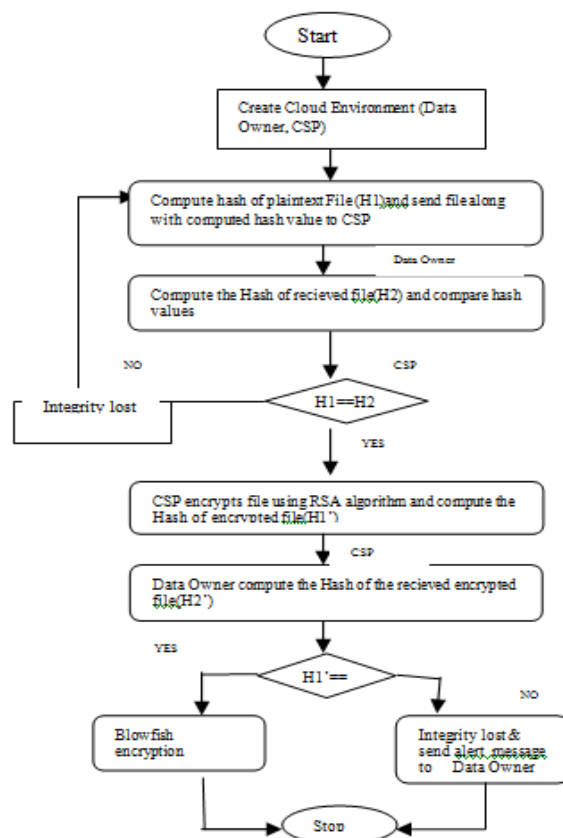 Start
Create Cloud Environment (Data
Owner, CSP)
Compute hash of plaintext File (H1)and send file along
with computed hash value to CSP
Data Owner
Compute the Hash of recieved file(H2) and compare hash
values
NO
CSP
Integrity lost
H1==H2
YES
CSP encrypts file using RSA algorithm and compute the
Hash of encrypted file(H1’)
CSP
Data Owner compute the Hash of the recieved encrypted
file(H2’)
YES
H1’==
NO
Blowfish
encryption
Integrity lost &
send alert message
to Data Owner
Stop